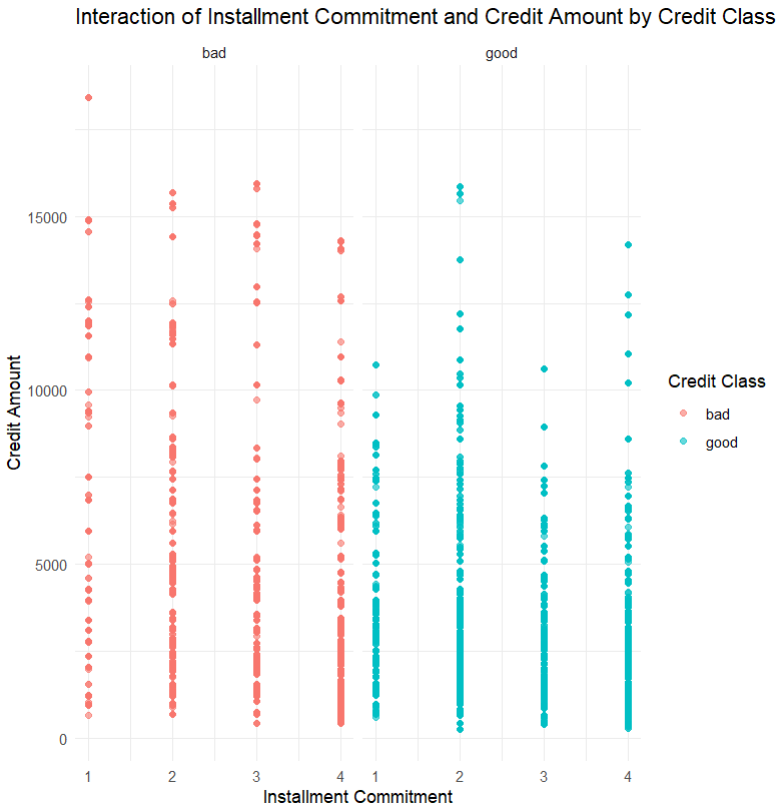 Interaction of Installment Commitment and Credit Amount by Credit Class
bad good
15000
10000
5000
0
Credit Amount
1 2 3 4 1 2 3 4
Installment Commitment
Credit Class
bad
good